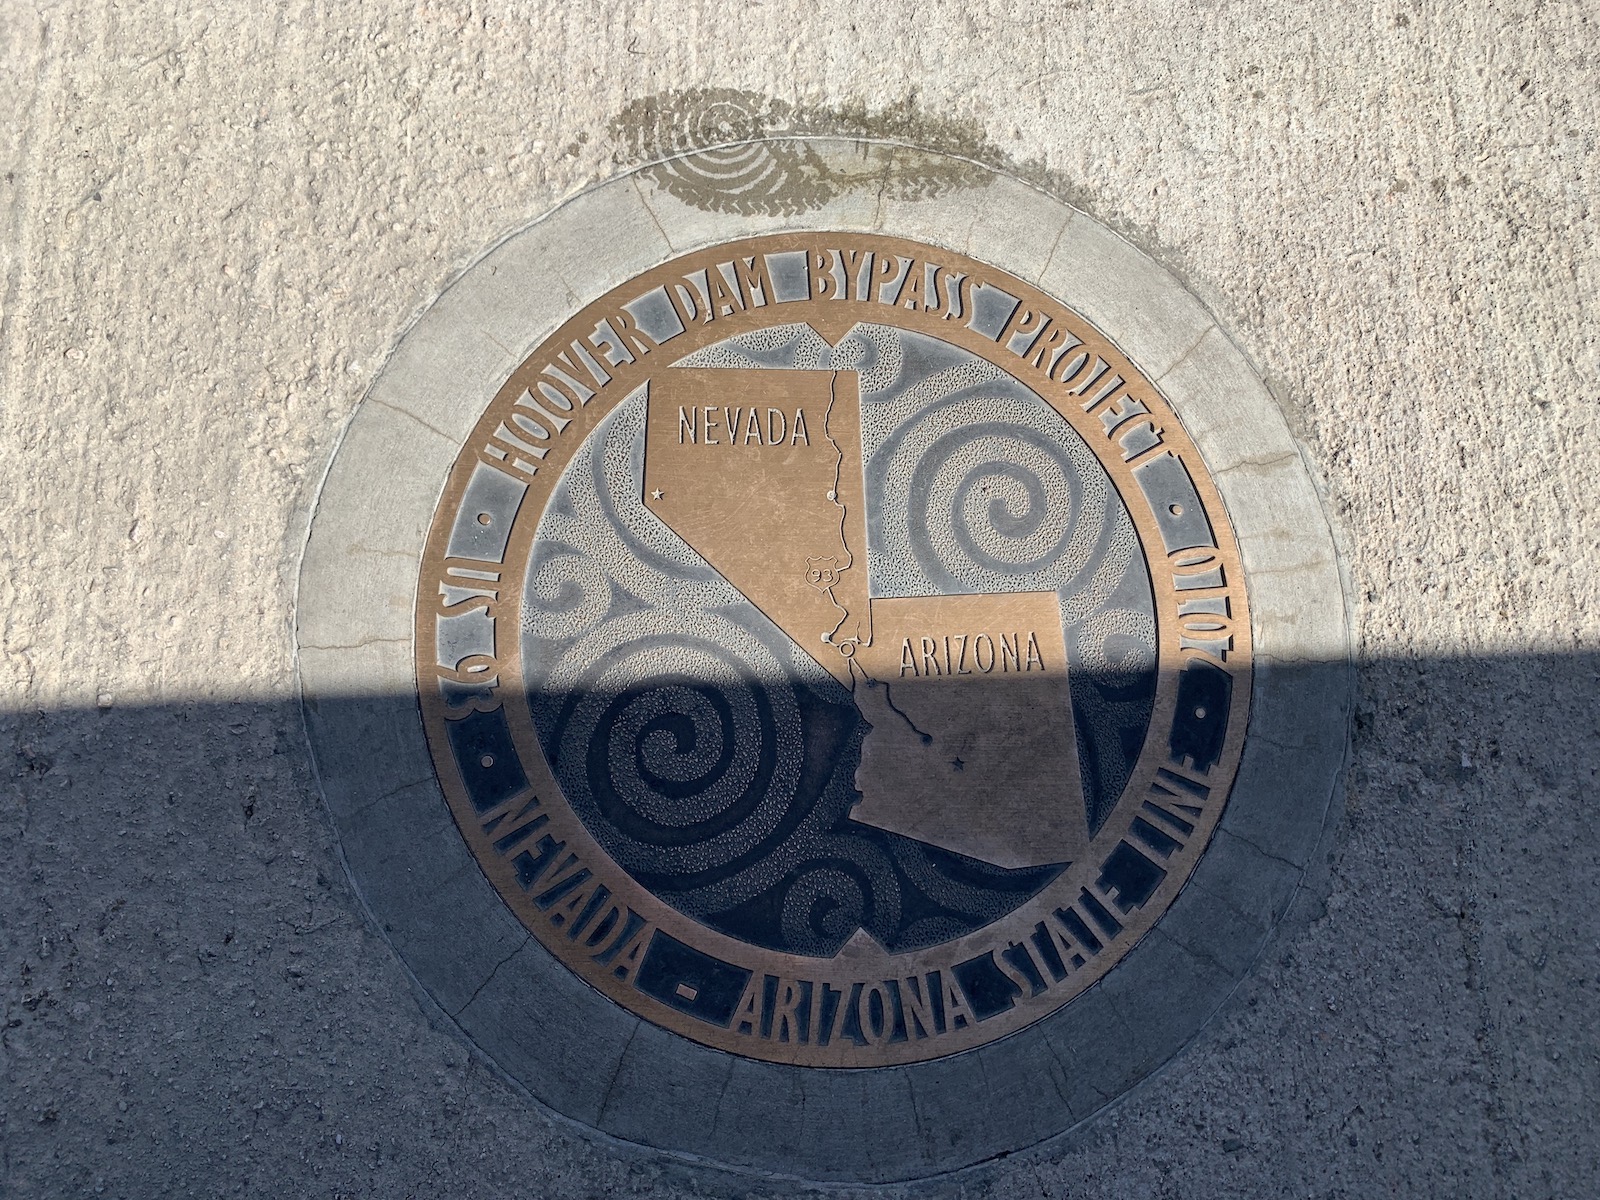 HOOVER DAM BYPASS PROJECT • 2010 •
US 93 •
NEVADA - ARIZONA STATE LINE
NEVADA
93
ARIZONA